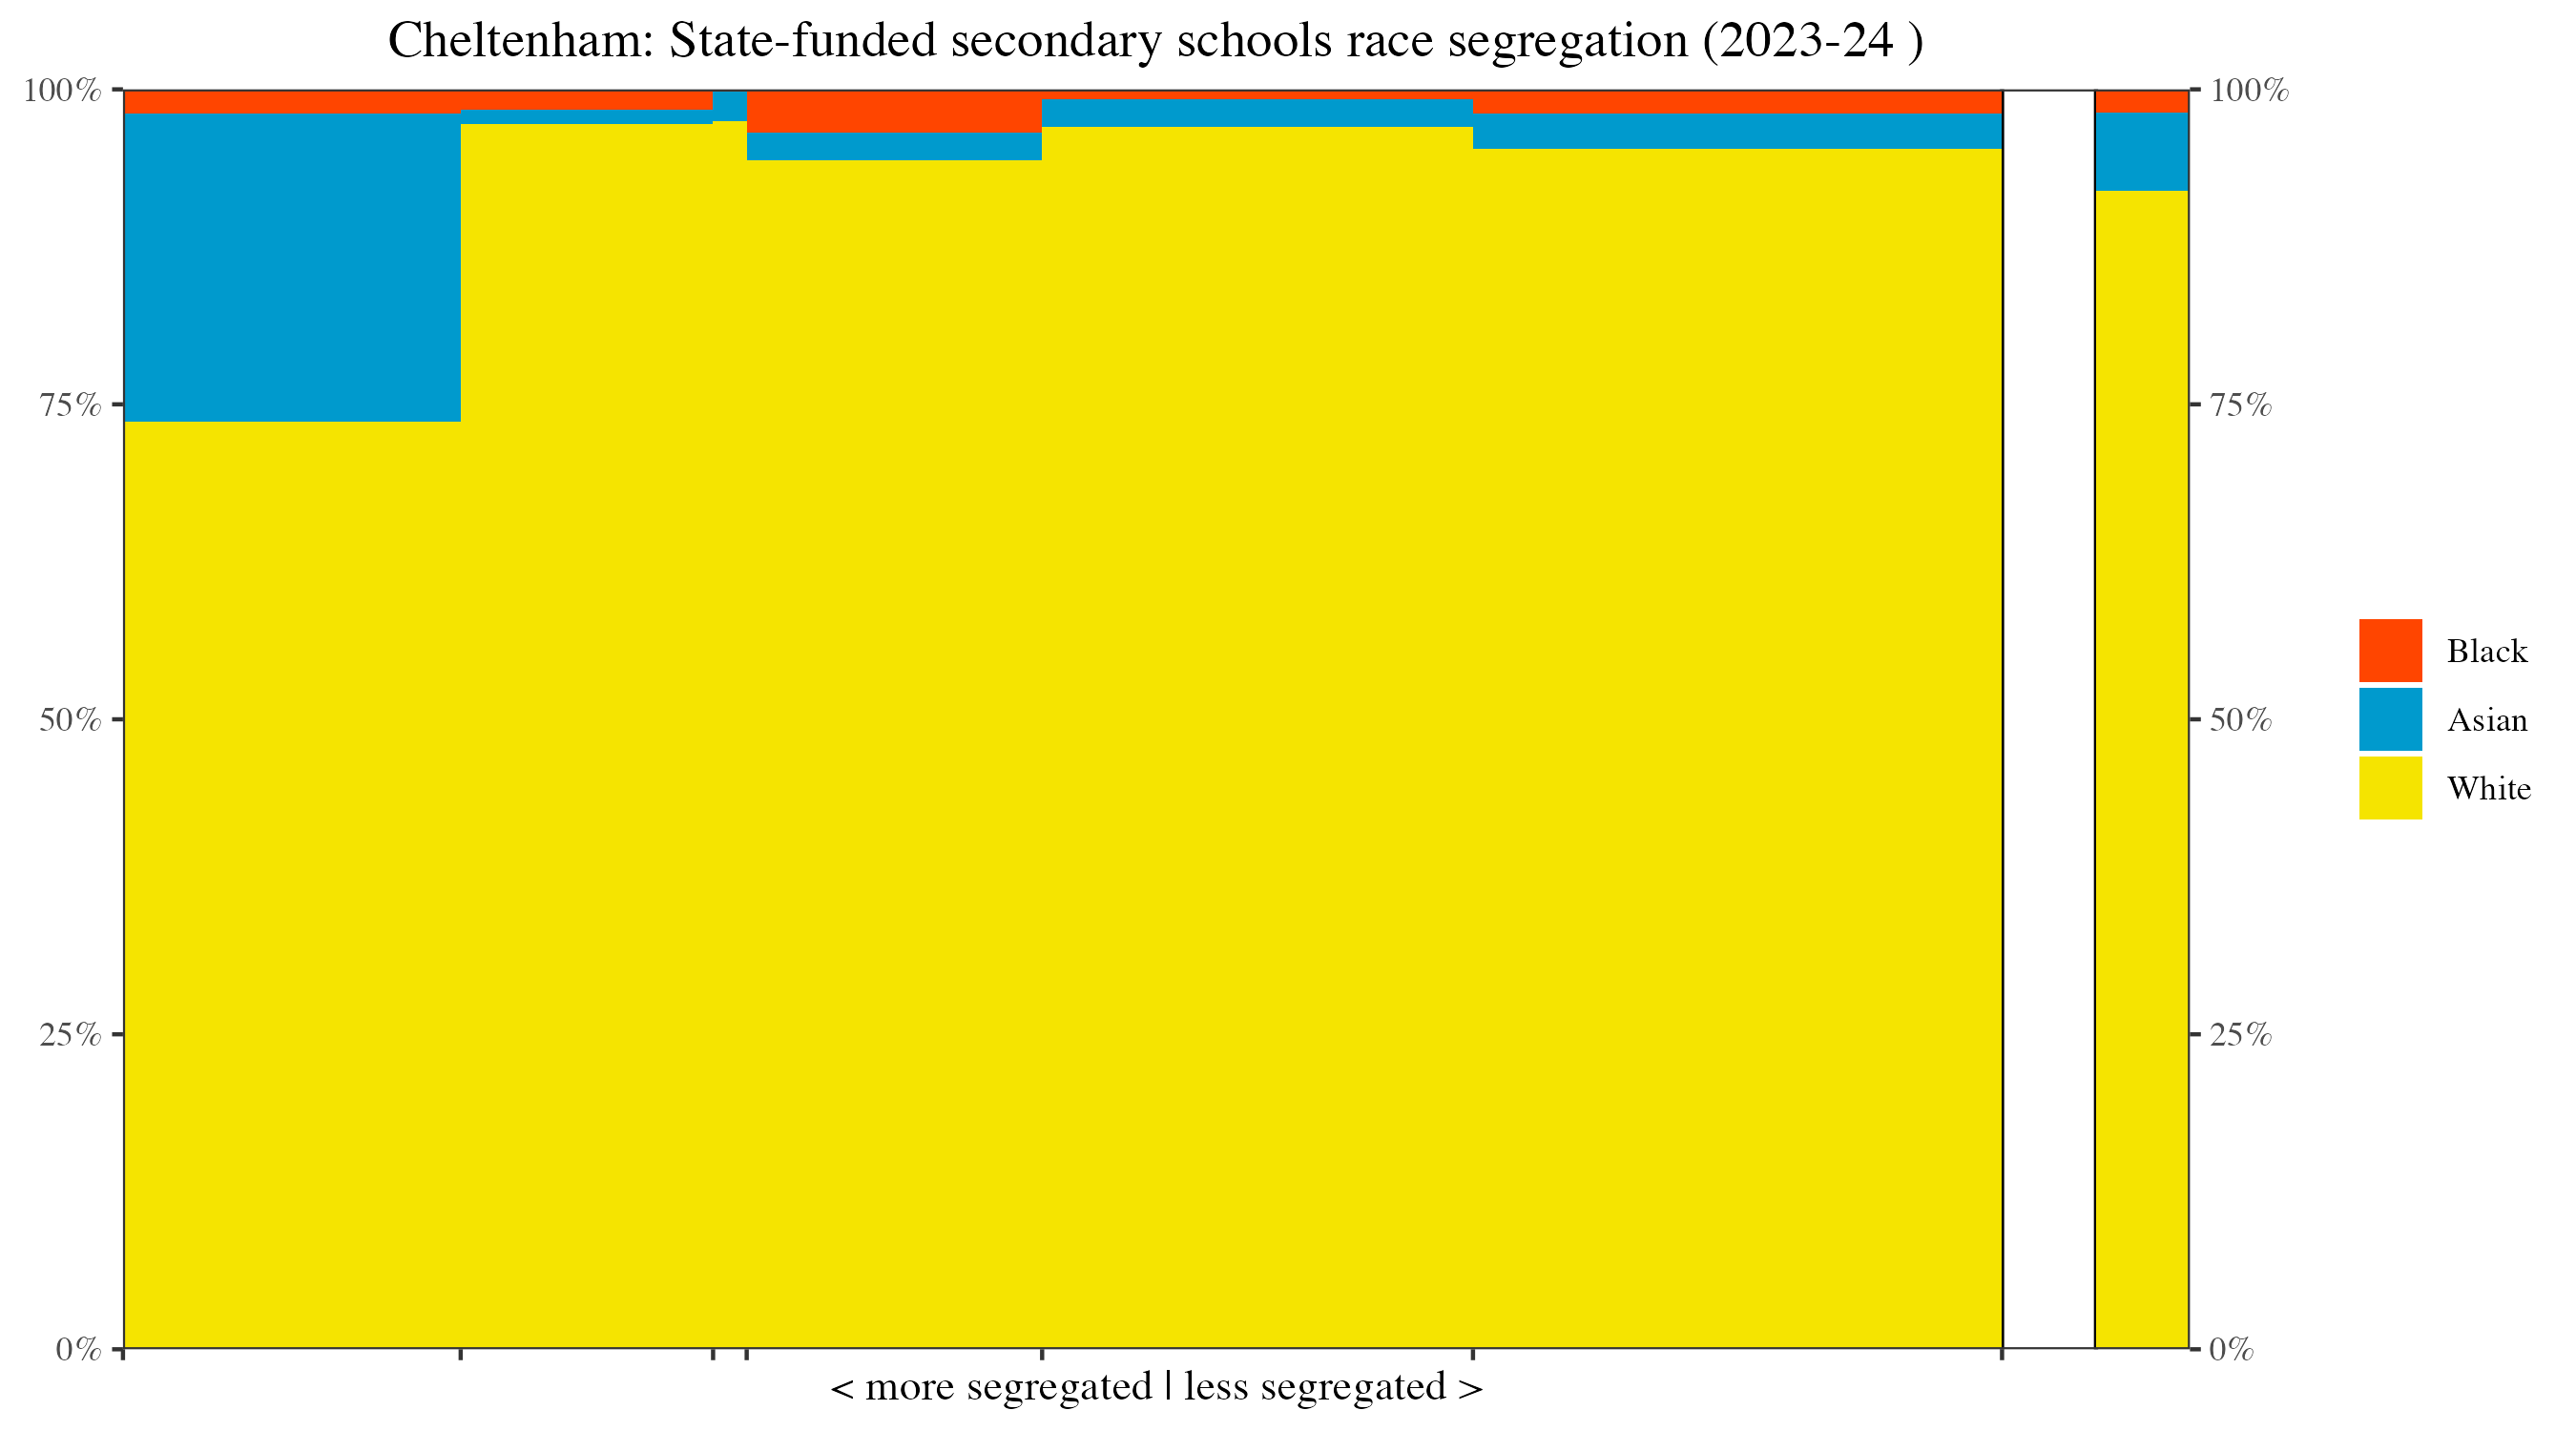 Cheltenham: State-funded secondary schools race segregation (2023-24 )
100%
75%
50%
25%
0%
100%
75%
50%
25%
0%
Black
Asian
White
< more segregated | less segregated >